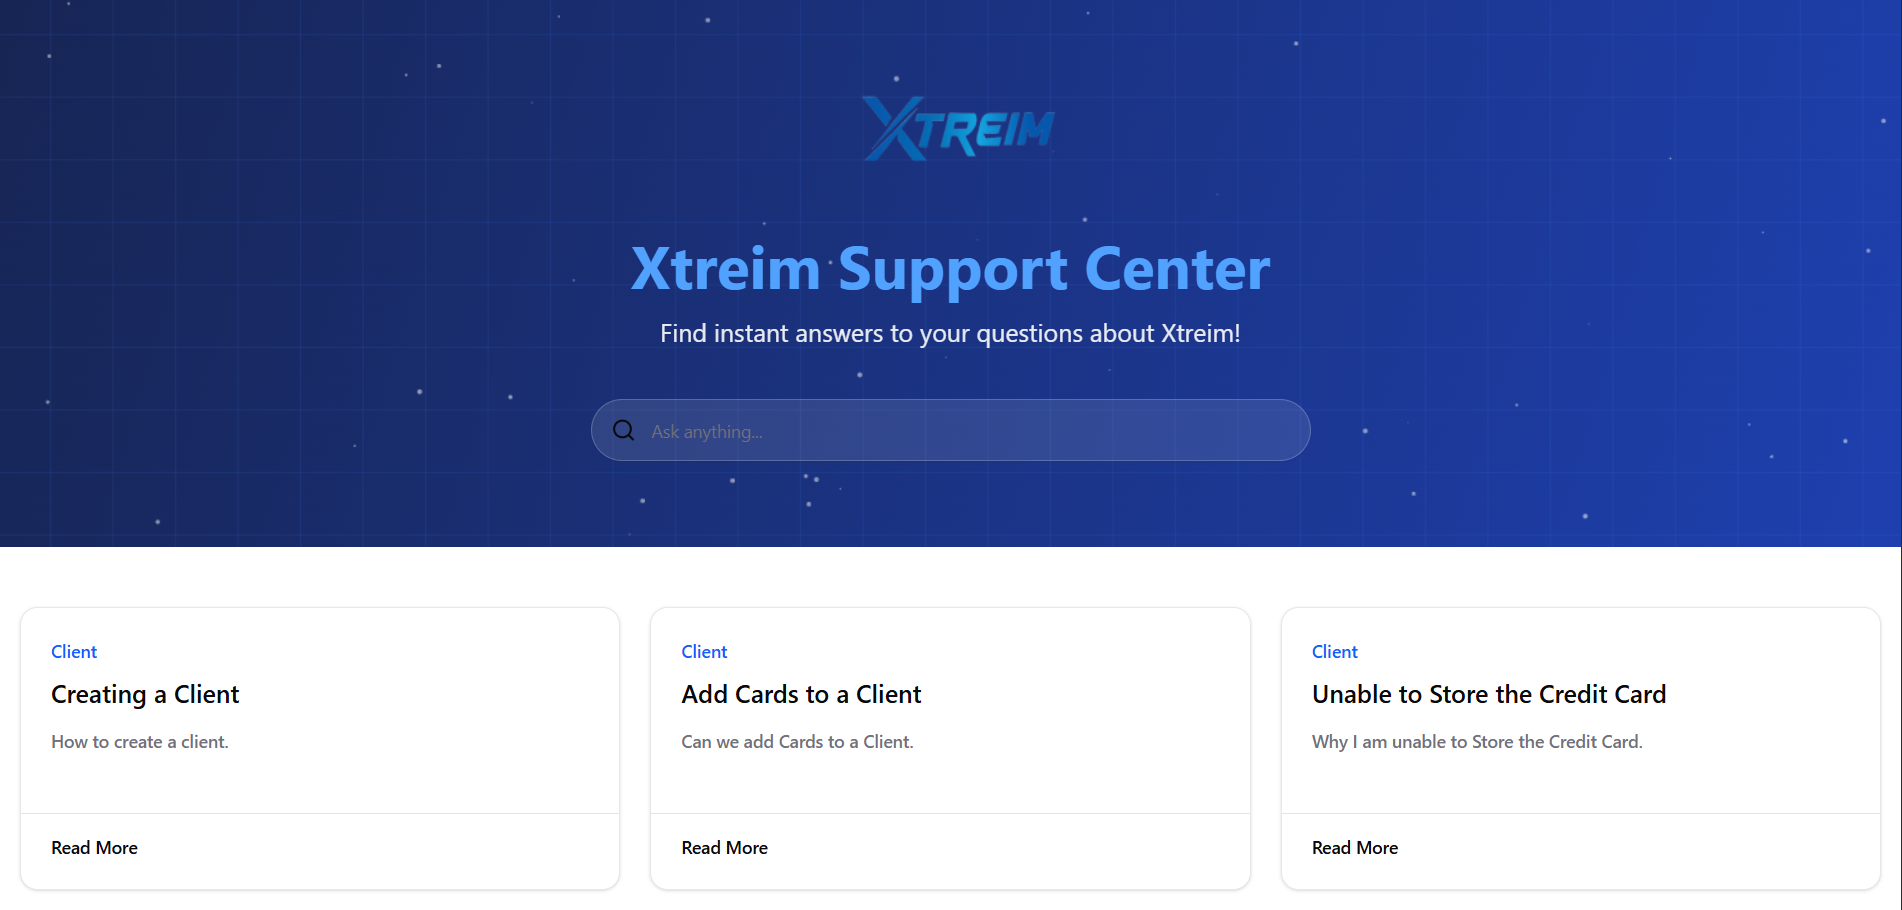 XTREIM
Xtreim Support Center
Find instant answers to your questions about Xtreim!
Ask anything...
Client
Creating a Client
How to create a client.
Read More
Client
Add Cards to a Client
Can we add Cards to a Client.
Read More
Client
Unable to Store the Credit Card
Why I am unable to Store the Credit Card.
Read More